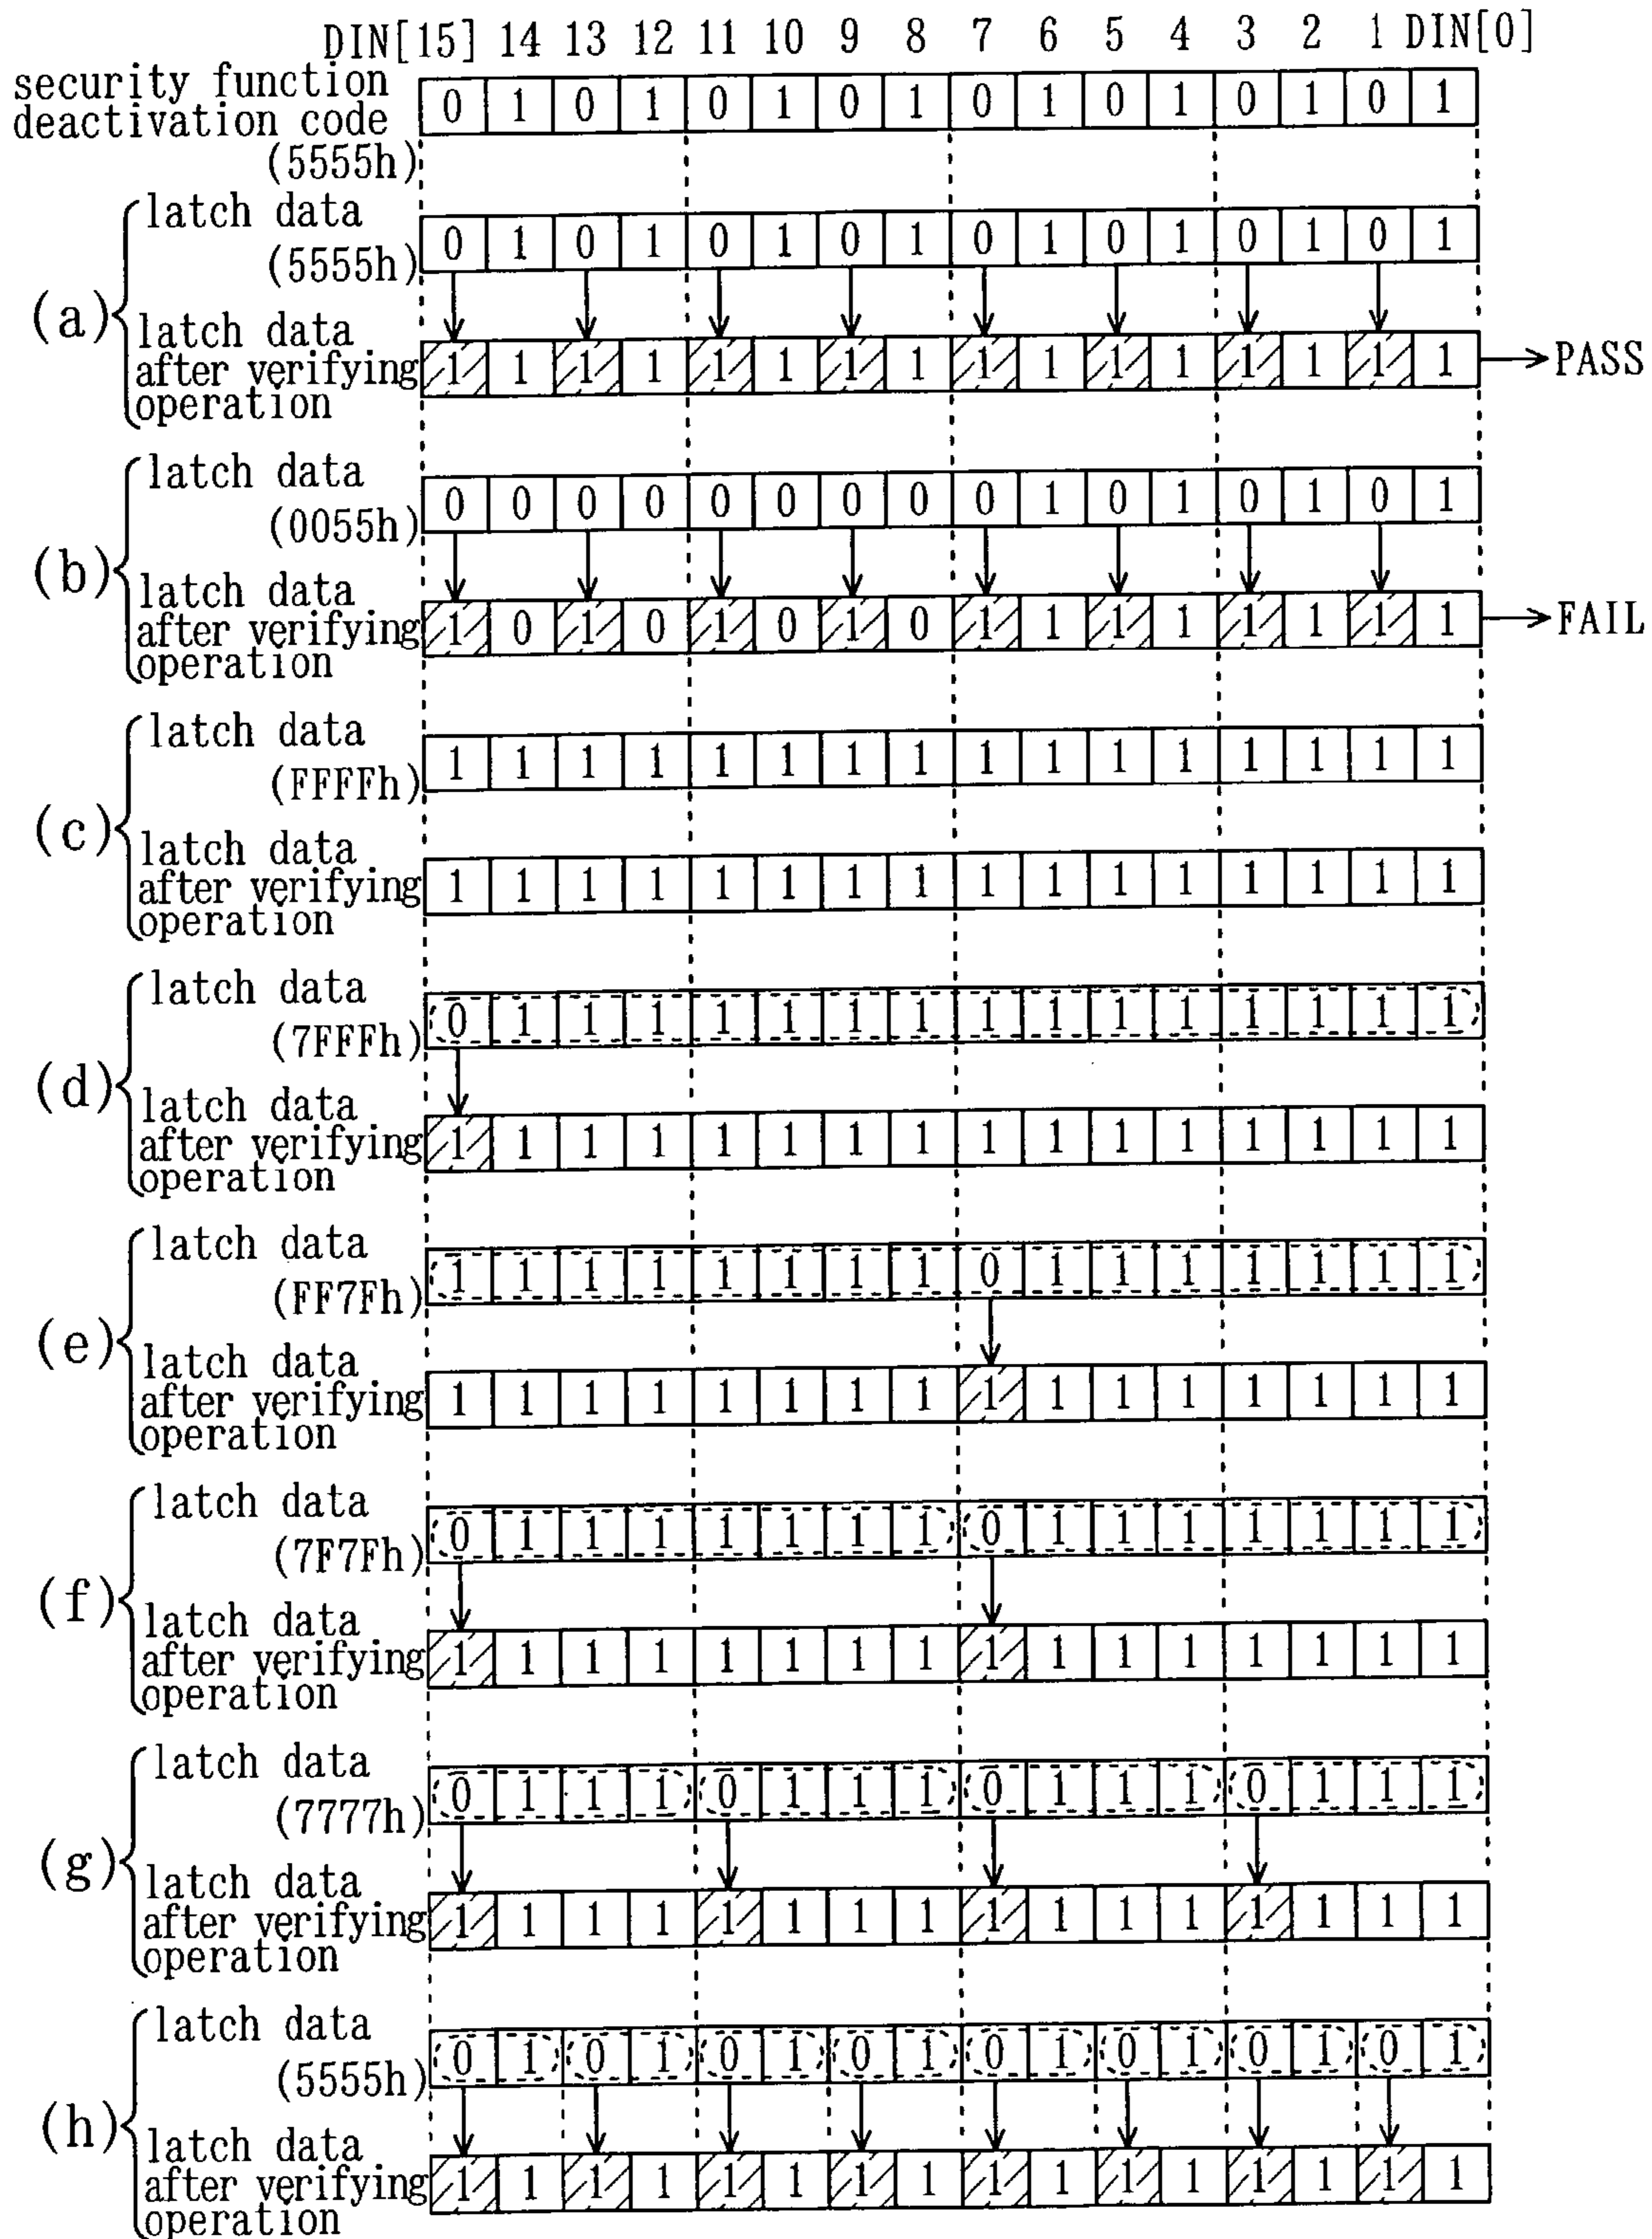 DIN[15] 14 13 12 11 10 9 8 7 6 5 4 3 2 1 DIN[0]
security function
deactivation code
(5555h)
0 1 0 1 0 1 0 1 0 1 0 1 0 1 0 1
(a)
latch data
(5555h)
0 1 0 1 0 1 0 1 0 1 0 1 0 1 0 1
latch data
after verifying
operation
1 1 1 1 1 1 1 1 1 1 1 1 1 1 1 1
PASS
(b)
latch data
(0055h)
0 0 0 0 0 0 0 0 0 1 0 1 0 1 0 1
latch data
after verifying
operation
1 0 1 0 1 0 1 0 1 1 1 1 1 1 1 1
FAIL
(c)
latch data
(FFFFh)
1 1 1 1 1 1 1 1 1 1 1 1 1 1 1 1
latch data
after verifying
operation
1 1 1 1 1 1 1 1 1 1 1 1 1 1 1 1
(d)
latch data
(7FFFh)
0 1 1 1 1 1 1 1 1 1 1 1 1 1 1 1
latch data
after verifying
operation
1 1 1 1 1 1 1 1 1 1 1 1 1 1 1 1
(e)
latch data
(FF7Fh)
1 1 1 1 1 1 1 1 0 1 1 1 1 1 1 1
latch data
after verifying
operation
1 1 1 1 1 1 1 1 1 1 1 1 1 1 1 1
(f)
latch data
(7F7Fh)
0 1 1 1 1 1 1 1 0 1 1 1 1 1 1 1
latch data
after verifying
operation
1 1 1 1 1 1 1 1 1 1 1 1 1 1 1 1
(g)
latch data
(7777h)
0 1 1 1 0 1 1 1 0 1 1 1 0 1 1 1
latch data
after verifying
operation
1 1 1 1 1 1 1 1 1 1 1 1 1 1 1 1
(h)
latch data
(5555h)
0 1 0 1 0 1 0 1 0 1 0 1 0 1 0 1
latch data
after verifying
operation
1 1 1 1 1 1 1 1 1 1 1 1 1 1 1 1